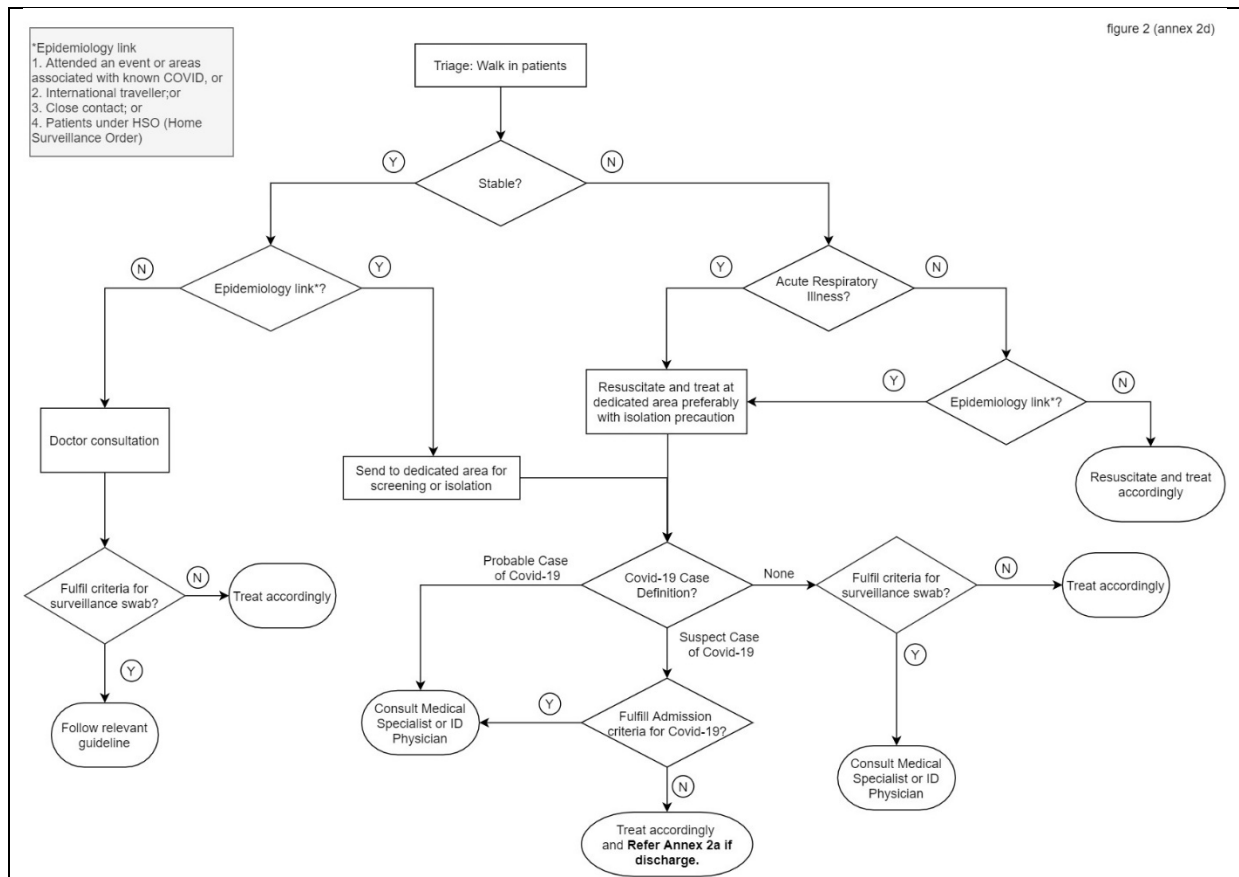 figure 2 (annex 2d)
*Epidemiology link
1. Attended an event or areas
associated with known COVID, or
2. International traveller;or
3. Close contact; or
4. Patients under HSO (Home
Surveillance Order)
Triage: Walk in patients
Y
N
Stable?
N
Y
Epidemiology link*?
Y
N
Acute Respiratory
Illness?
Resuscitate and treat at
dedicated area preferably
with isolation precaution
Y
N
Epidemiology link*?
Doctor consultation
Send to dedicated area for
screening or isolation
Resuscitate and treat
accordingly
Fulfil criteria for
surveillance swab?
N
Treat accordingly
Y
Follow relevant
guideline
Probable Case
of Covid-19
Covid-19 Case
Definition?
None
Fulfil criteria for
surveillance swab?
N
Treat accordingly
Suspect Case
of Covid-19
Y
Consult Medical
Specialist or ID
Physician
Y
Fulfill Admission
criteria for Covid-19?
Consult Medical
Specialist or ID
Physician
N
Treat accordingly
and Refer Annex 2a if
discharge.